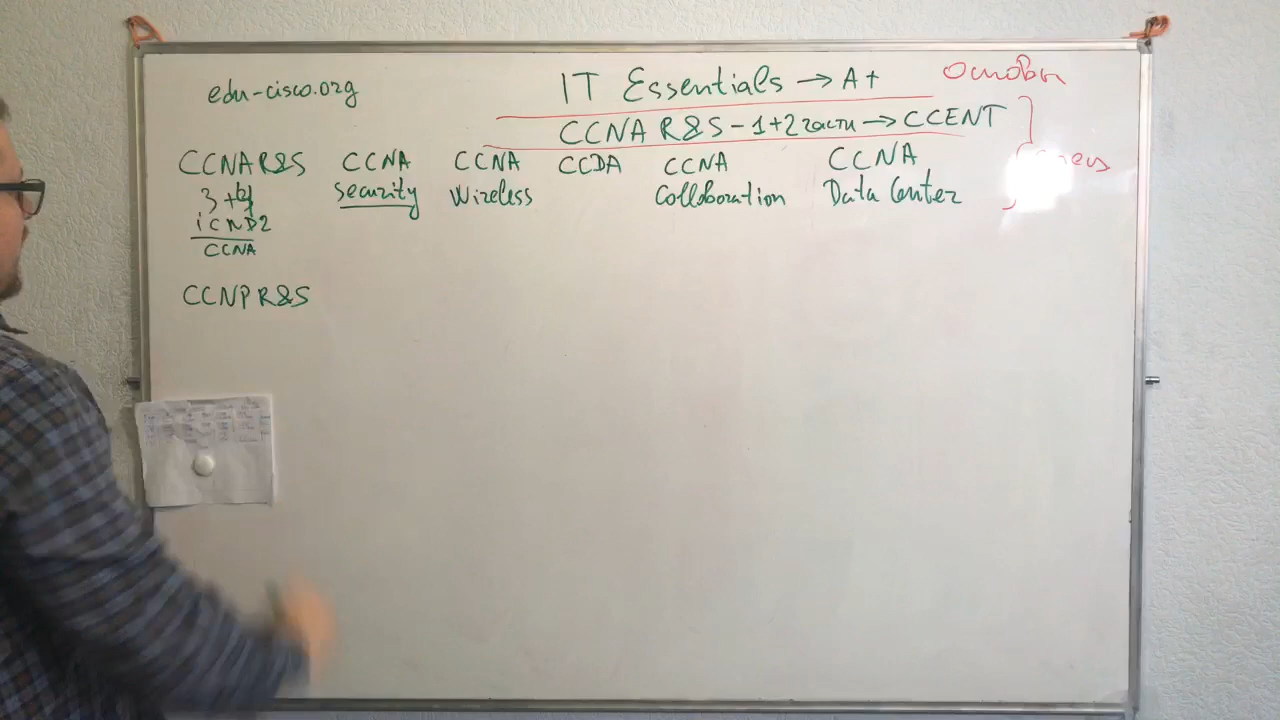 edu-cisco.org
IT Essentials → A+ Основы
CCNA R&S - 1+2 части → CCENT
CCNA R&S CCNA CCNA CCDA CCNA CCNA
3+4 security Wireless Collaboration Data Center
iCND2
CCNA
CCNP R&S